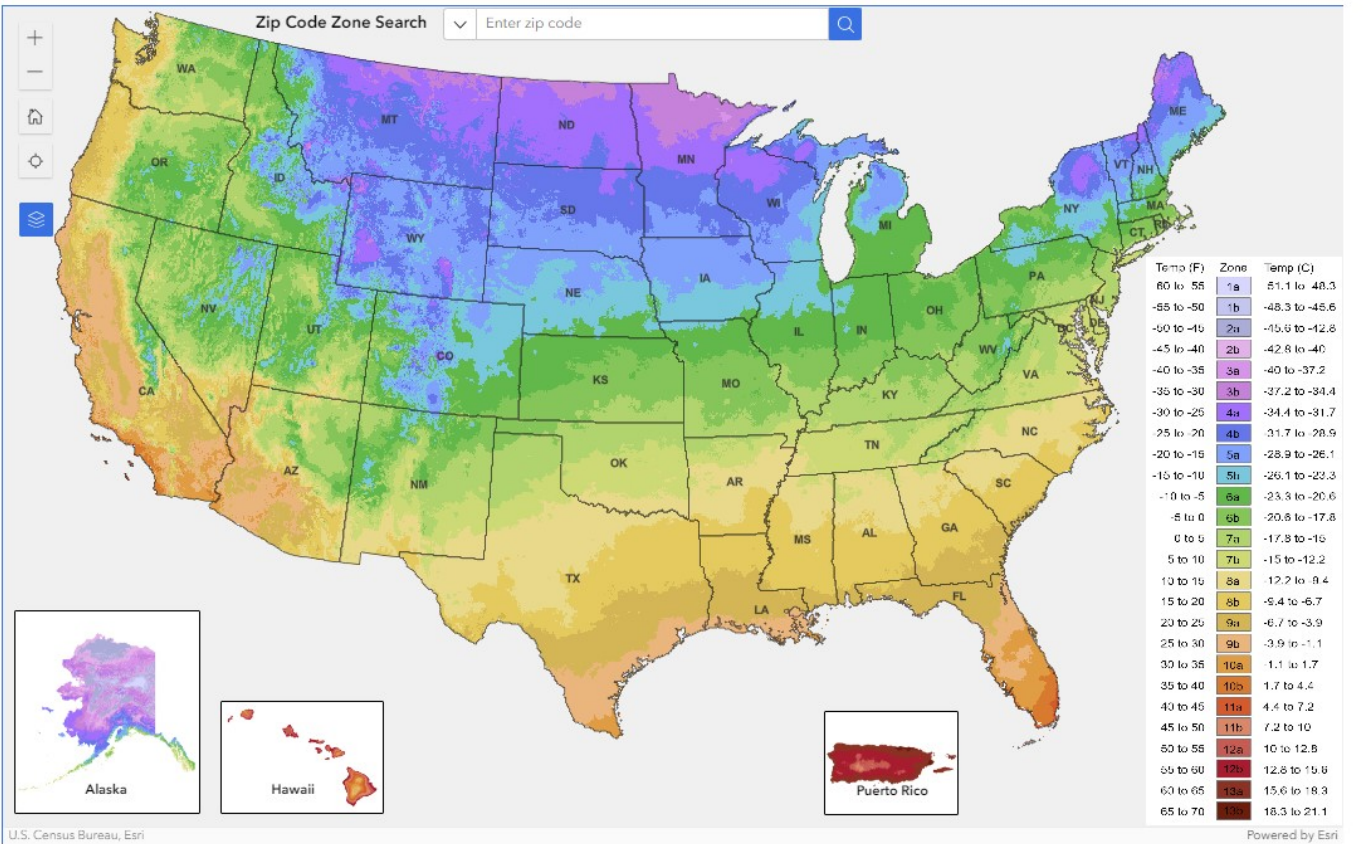 Zip Code Zone Search
Enter zip code
WA
MT
ND
MN
ME
VT
NH
OR
ID
SD
WI
NY
MA
RI
CT
MI
WY
IA
NE
PA
NJ
NV
UT
CO
IL
IN
OH
DE
DC
WV
VA
CA
KS
MO
KY
NC
TN
OK
AZ
NM
AR
SC
MS
AL
GA
TX
LA
FL
Temp (F) Zone Temp (C)
-60 to -55 1a -51.1 to -48.3
-55 to -50 1b -48.3 to -45.6
-50 to -45 2a -45.6 to -42.8
-45 to -40 2b -42.8 to -40
-40 to -35 3a -40 to -37.2
-35 to -30 3b -37.2 to -34.4
-30 to -25 4a -34.4 to -31.7
-25 to -20 4b -31.7 to -28.9
-20 to -15 5a -28.9 to -26.1
-15 to -10 5b -26.1 to -23.3
-10 to -5 6a -23.3 to -20.6
-5 to 0 6b -20.6 to -17.8
0 to 5 7a -17.8 to -15
5 to 10 7b -15 to -12.2
10 to 15 8a -12.2 to -9.4
15 to 20 8b -9.4 to -6.7
20 to 25 9a -6.7 to -3.9
25 to 30 9b -3.9 to -1.1
30 to 35 10a -1.1 to 1.7
35 to 40 10b 1.7 to 4.4
40 to 45 11a 4.4 to 7.2
45 to 50 11b 7.2 to 10
50 to 55 12a 10 to 12.8
55 to 60 12b 12.8 to 15.6
60 to 65 13a 15.6 to 18.3
65 to 70 13b 18.3 to 21.1
Alaska
Hawaii
Puerto Rico
U.S. Census Bureau, Esri
Powered by Esri